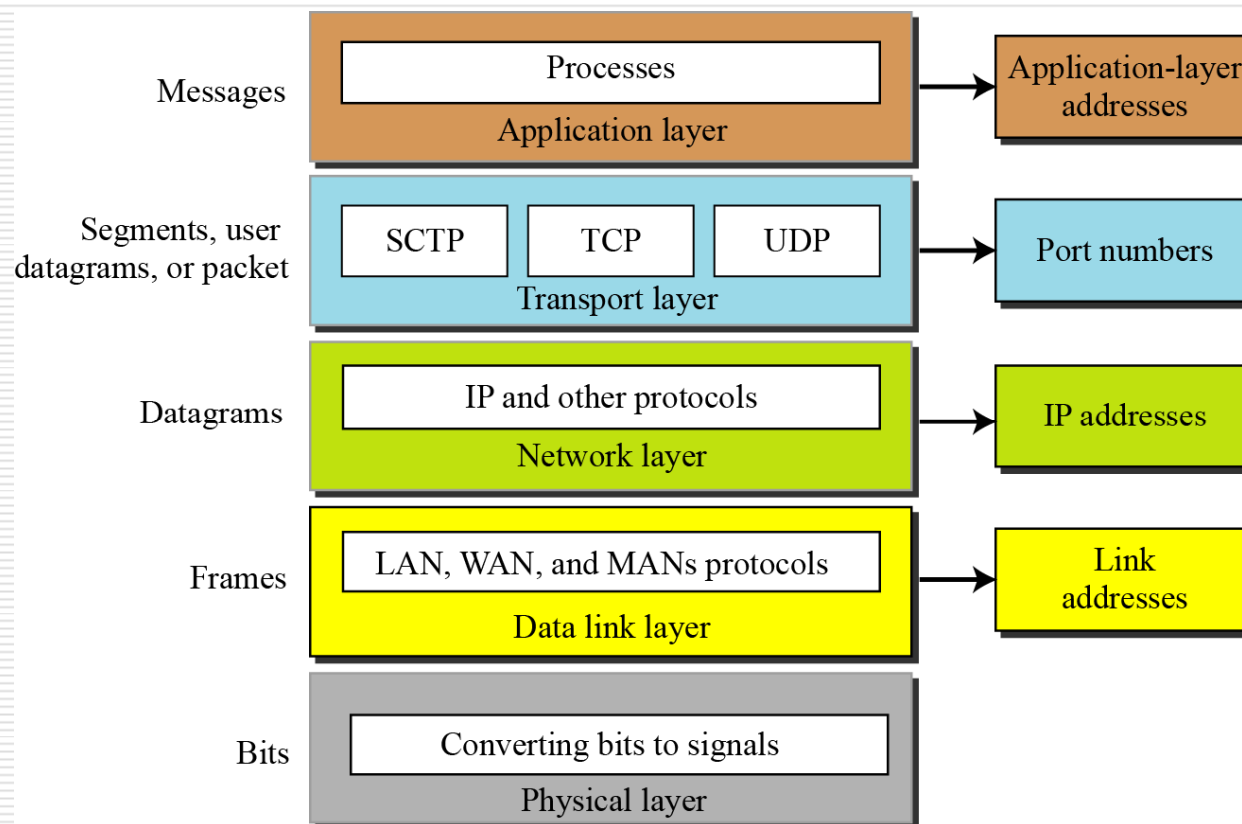 Messages
Processes
Application layer
Application-layer
addresses
Segments, user
datagrams, or packet
SCTP
TCP
UDP
Transport layer
Port numbers
Datagrams
IP and other protocols
Network layer
IP addresses
Frames
LAN, WAN, and MANs protocols
Data link layer
Link
addresses
Bits
Converting bits to signals
Physical layer